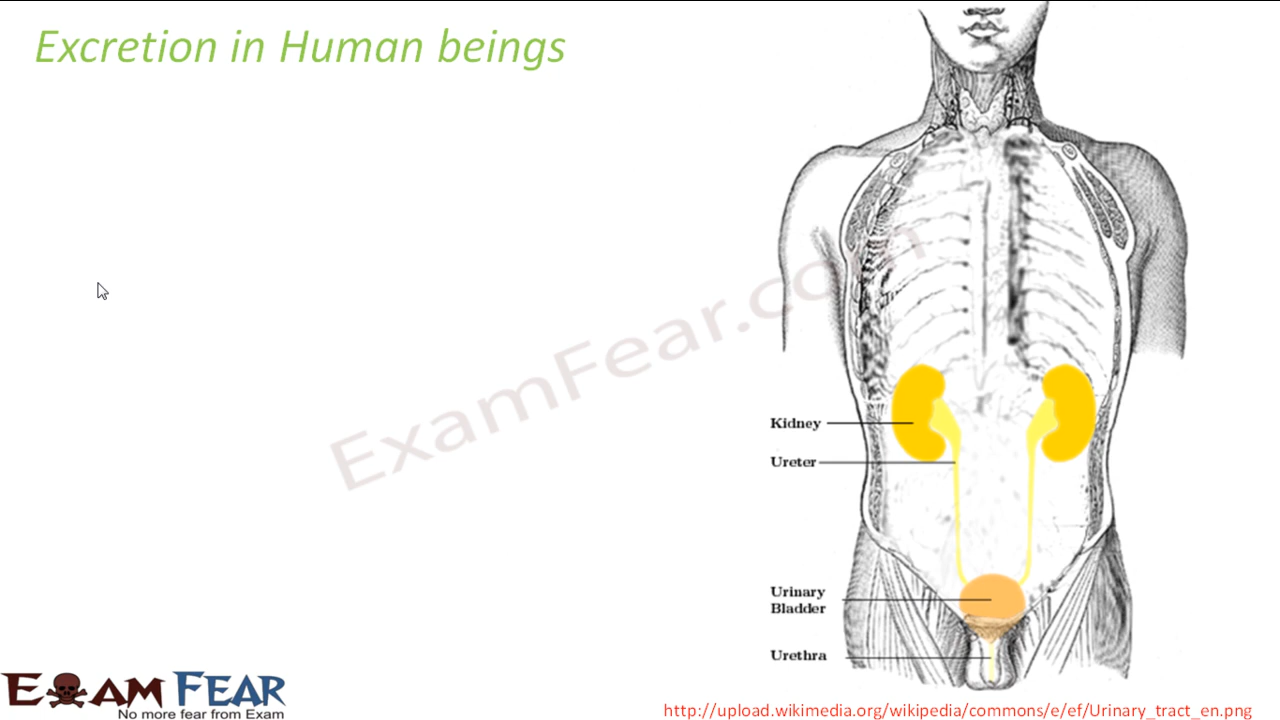 Excretion in Human beings
ExamFear.com
Kidney
Ureter
Urinary
Bladder
Urethra
EXAM FEAR
No more fear from Exam
http://upload.wikimedia.org/wikipedia/commons/e/ef/Urinary_tract_en.png